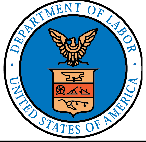 DEPARTMENT OF LABOR
UNITED STATES OF AMERICA